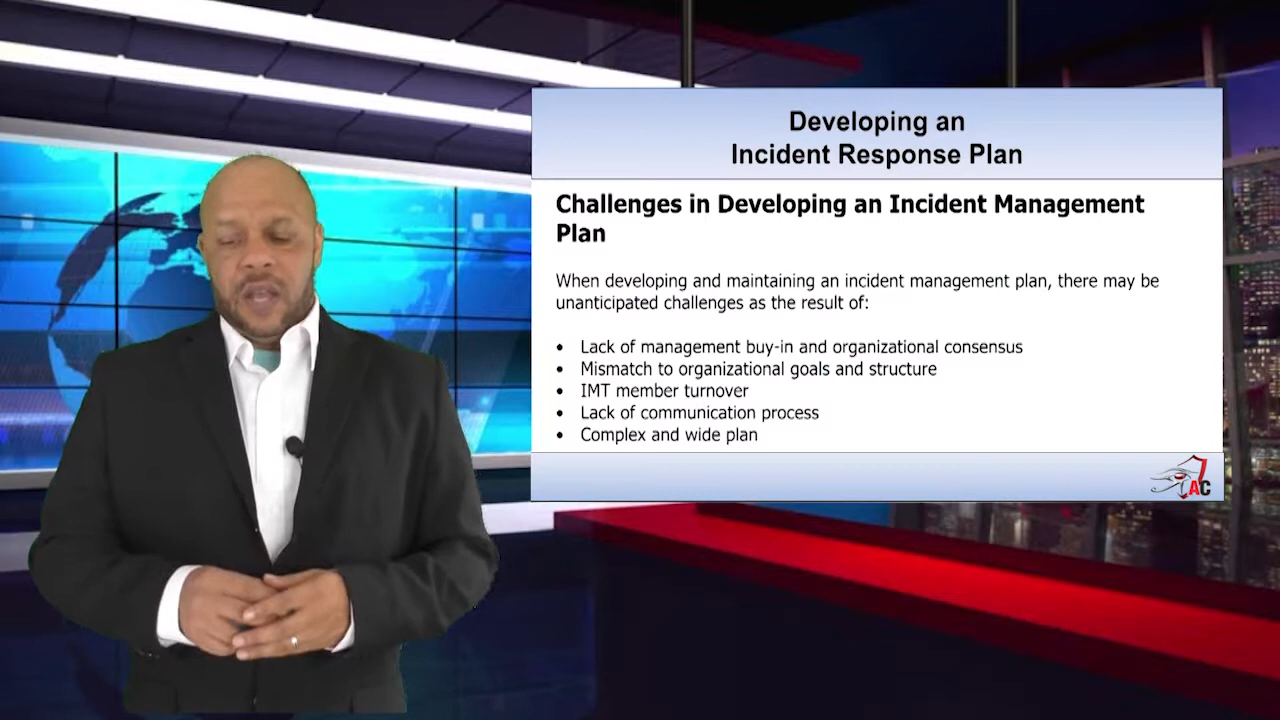 Developing an
Incident Response Plan
Challenges in Developing an Incident Management
Plan
When developing and maintaining an incident management plan, there may be
unanticipated challenges as the result of:
• Lack of management buy-in and organizational consensus
• Mismatch to organizational goals and structure
• IMT member turnover
• Lack of communication process
• Complex and wide plan
AC